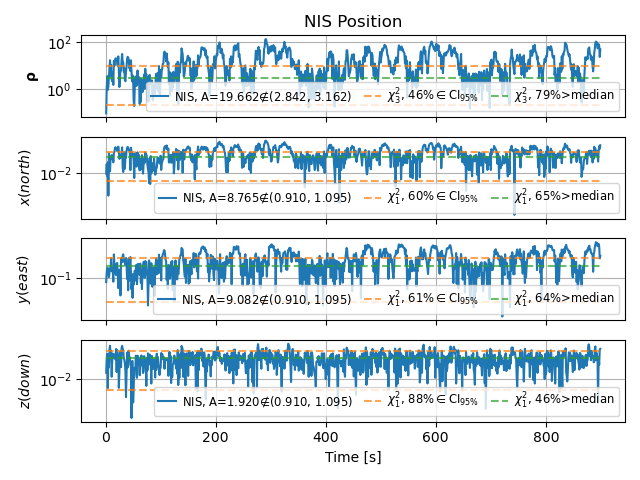 NIS Position
10²
10⁰
ρ
NIS, A=19.662∉(2.842, 3.162) χ²₃, 46%∈CI₉₅% 79%>median
10⁻²
x(north)
NIS, A=8.765∉(0.910, 1.095) χ²₁, 60%∈CI₉₅% χ²₁, 65%>median
10⁻¹
y(east)
NIS, A=9.082∉(0.910, 1.095) χ²₁, 61%∈CI₉₅% χ²₁, 64%>median
10⁻²
z(down)
NIS, A=1.920∉(0.910, 1.095) χ²₁, 88%∈CI₉₅% χ²₁, 46%>median
0 200 400 600 800
Time [s]